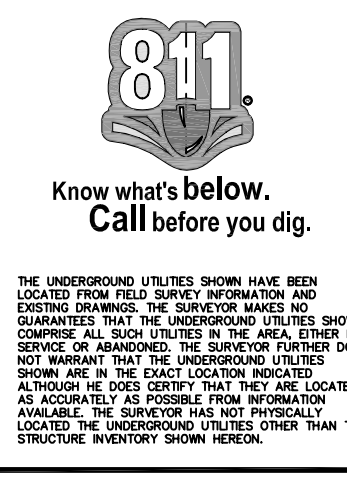 811®
Know what's below.
Call before you dig.
THE UNDERGROUND UTILITIES SHOWN HAVE BEEN
LOCATED FROM FIELD SURVEY INFORMATION AND
EXISTING DRAWINGS. THE SURVEYOR MAKES NO
GUARANTEES THAT THE UNDERGROUND UTILITIES
COMPRISE ALL SUCH UTILITIES IN THE AREA, EITHER
SERVICE OR ABANDONED. THE SURVEYOR FURTHER
NOT WARRANT THAT THE UNDERGROUND UTILITIES
SHOWN ARE IN THE EXACT LOCATION INDICATED
ALTHOUGH HE DOES CERTIFY THAT THEY ARE
AS ACCURATELY AS POSSIBLE FROM INFORMATION
AVAILABLE. THE SURVEYOR HAS NOT PHYSICALLY
LOCATED THE UNDERGROUND UTILITIES OTHER THAN
STRUCTURE INVENTORY SHOWN HEREON.